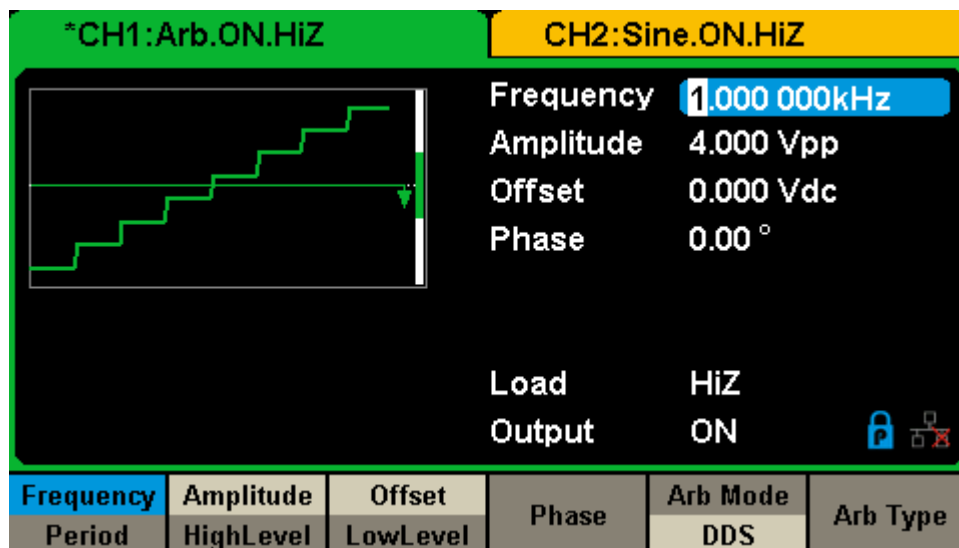 *CH1:Arb.ON.HiZ
CH2:Sine.ON.HiZ
Frequency 1.000 000kHz
Amplitude 4.000 Vpp
Offset 0.000 Vdc
Phase 0.00 °
Load HiZ
Output ON
P
Frequency Amplitude Offset Phase Arb Mode Arb Type
Period HighLevel LowLevel DDS